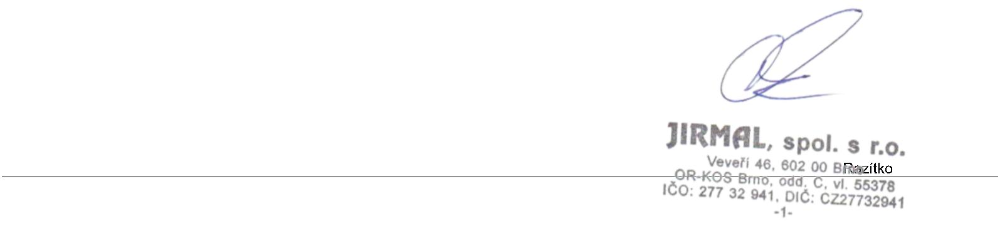 JIRMAL, spol. s r.o.
Veveří 46, 602 00 Brno
Razítko
OR-KOS Brno, odd. C, vl. 55378
IČO: 277 32 941, DIČ: CZ27732941
-1-